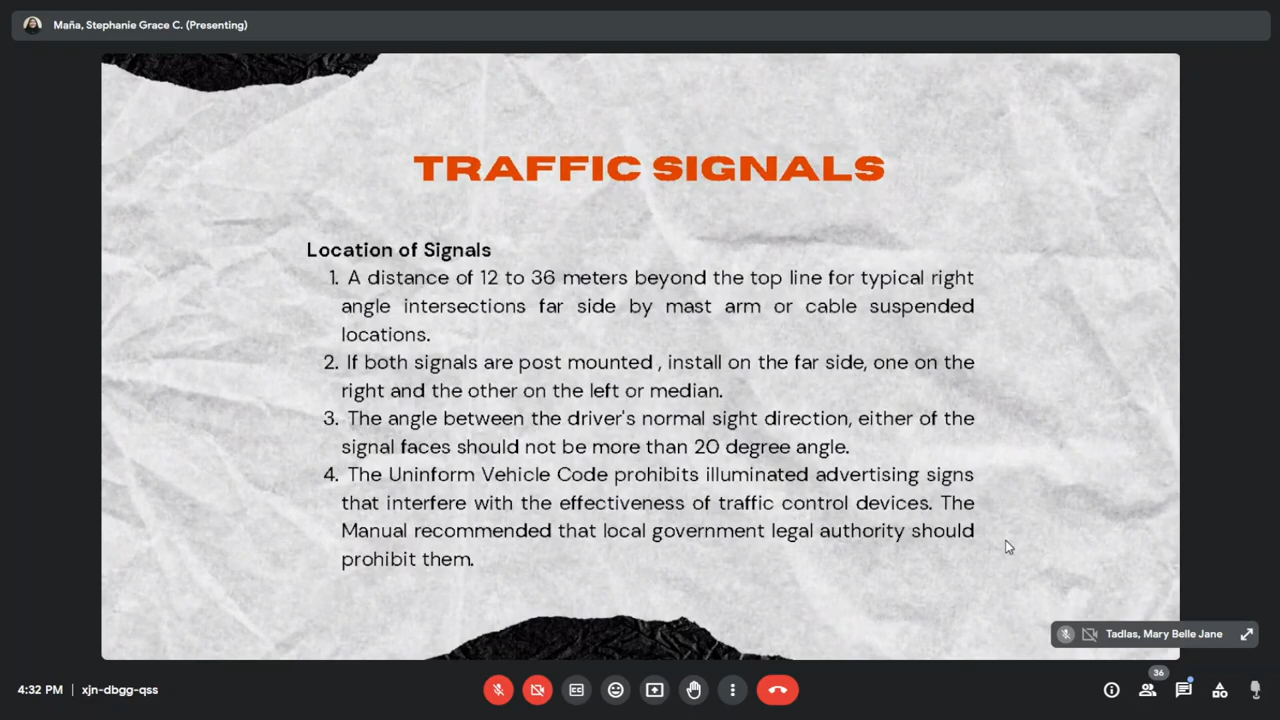 Maña, Stephanie Grace C. (Presenting)
TRAFFIC SIGNALS
Location of Signals
1. A distance of 12 to 36 meters beyond the top line for typical right
angle intersections far side by mast arm or cable suspended
locations.
2. If both signals are post mounted , install on the far side, one on the
right and the other on the left or median.
3. The angle between the driver's normal sight direction, either of the
signal faces should not be more than 20 degree angle.
4. The Uninform Vehicle Code prohibits illuminated advertising signs
that interfere with the effectiveness of traffic control devices. The
Manual recommended that local government legal authority should
prohibit them.
Tadlas, Mary Belle Jane
4:32 PM | xjn-dbgg-qss
CC
36